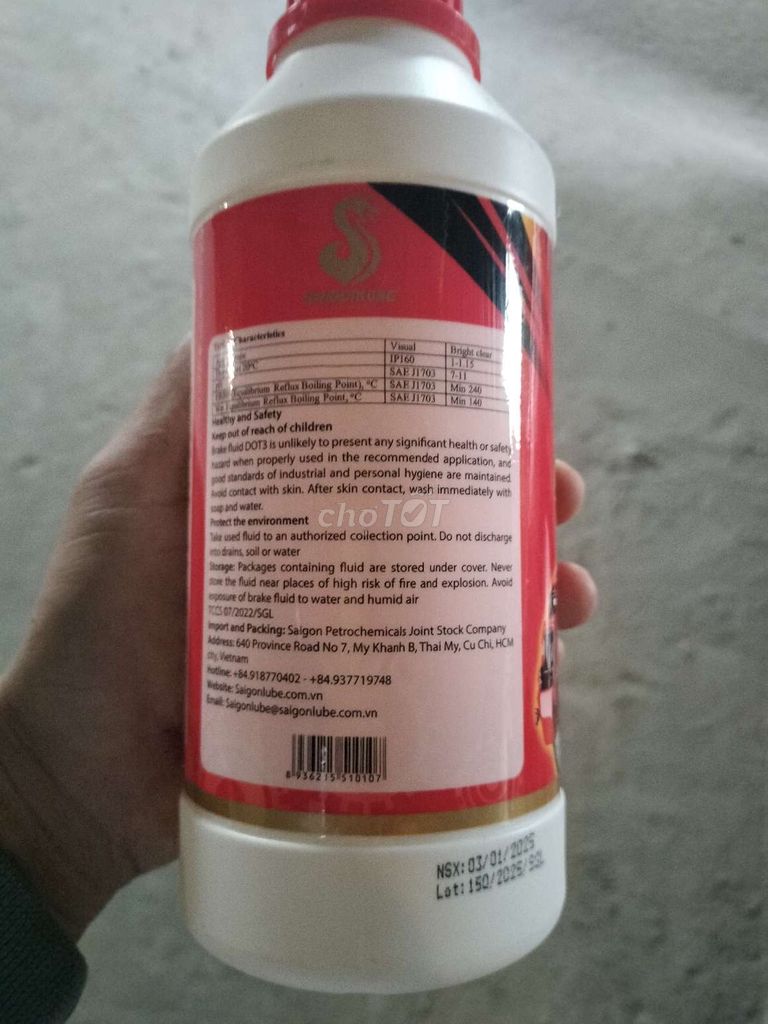 Characteristics
Visual Bright clear
IP160 1-1.15
SAE J1703 7-11
Equilibrium Reflux Boiling Point), °C SAE J1703 Min 240
Equilibrium Reflux Boiling Point, °C SAE J1703 Min 140
Healthy and Safety
Keep out of reach of children
Brake fluid DOT3 is unlikely to present any significant health or safety
hazard when properly used in the recommended application, and
good standards of industrial and personal hygiene are maintained.
Avoid contact with skin. After skin contact, wash immediately with
soap and water.
choTOT
Protect the environment
Take used fluid to an authorized collection point. Do not discharge
into drains, soil or water
Storage: Packages containing fluid are stored under cover. Never
store the fluid near places of high risk of fire and explosion. Avoid
exposure of brake fluid to water and humid air
TCCS 07/2022/SGL
Import and Packing: Saigon Petrochemicals Joint Stock Company
Address: 640 Province Road No 7, My Khanh B, Thai My, Cu Chi, HCM
city, Vietnam
Hotline: +84.918770402 - +84.937719748
Website: Saigonlube.com.vn
Email: Saigonlube@saigonlube.com.vn
8 936215 510107
NSX: 03/01/2025
Lot: 150/2025/SGL